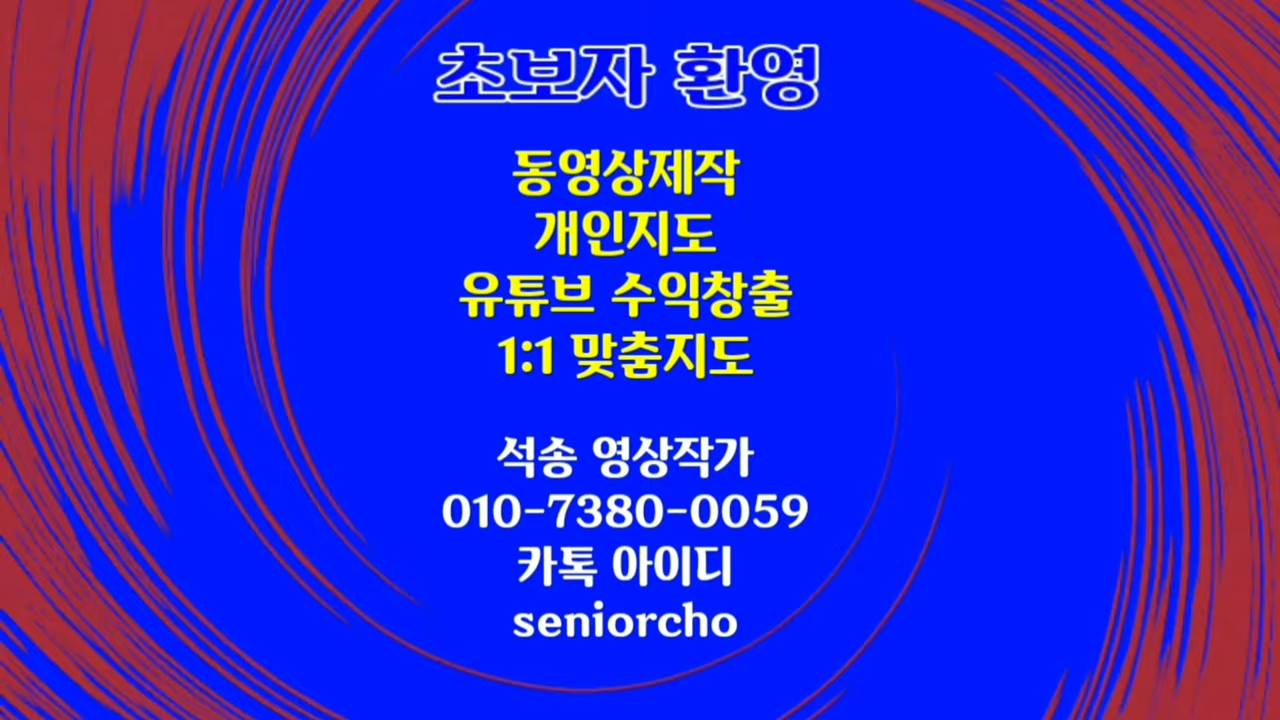 초보자 환영
동영상제작
개인지도
유튜브 수익창출
1:1 맞춤지도
석송 영상작가
010-7380-0059
카톡 아이디
seniorcho